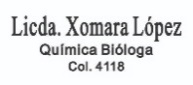 Licda. Xomara López
Química Bióloga
Col. 4118